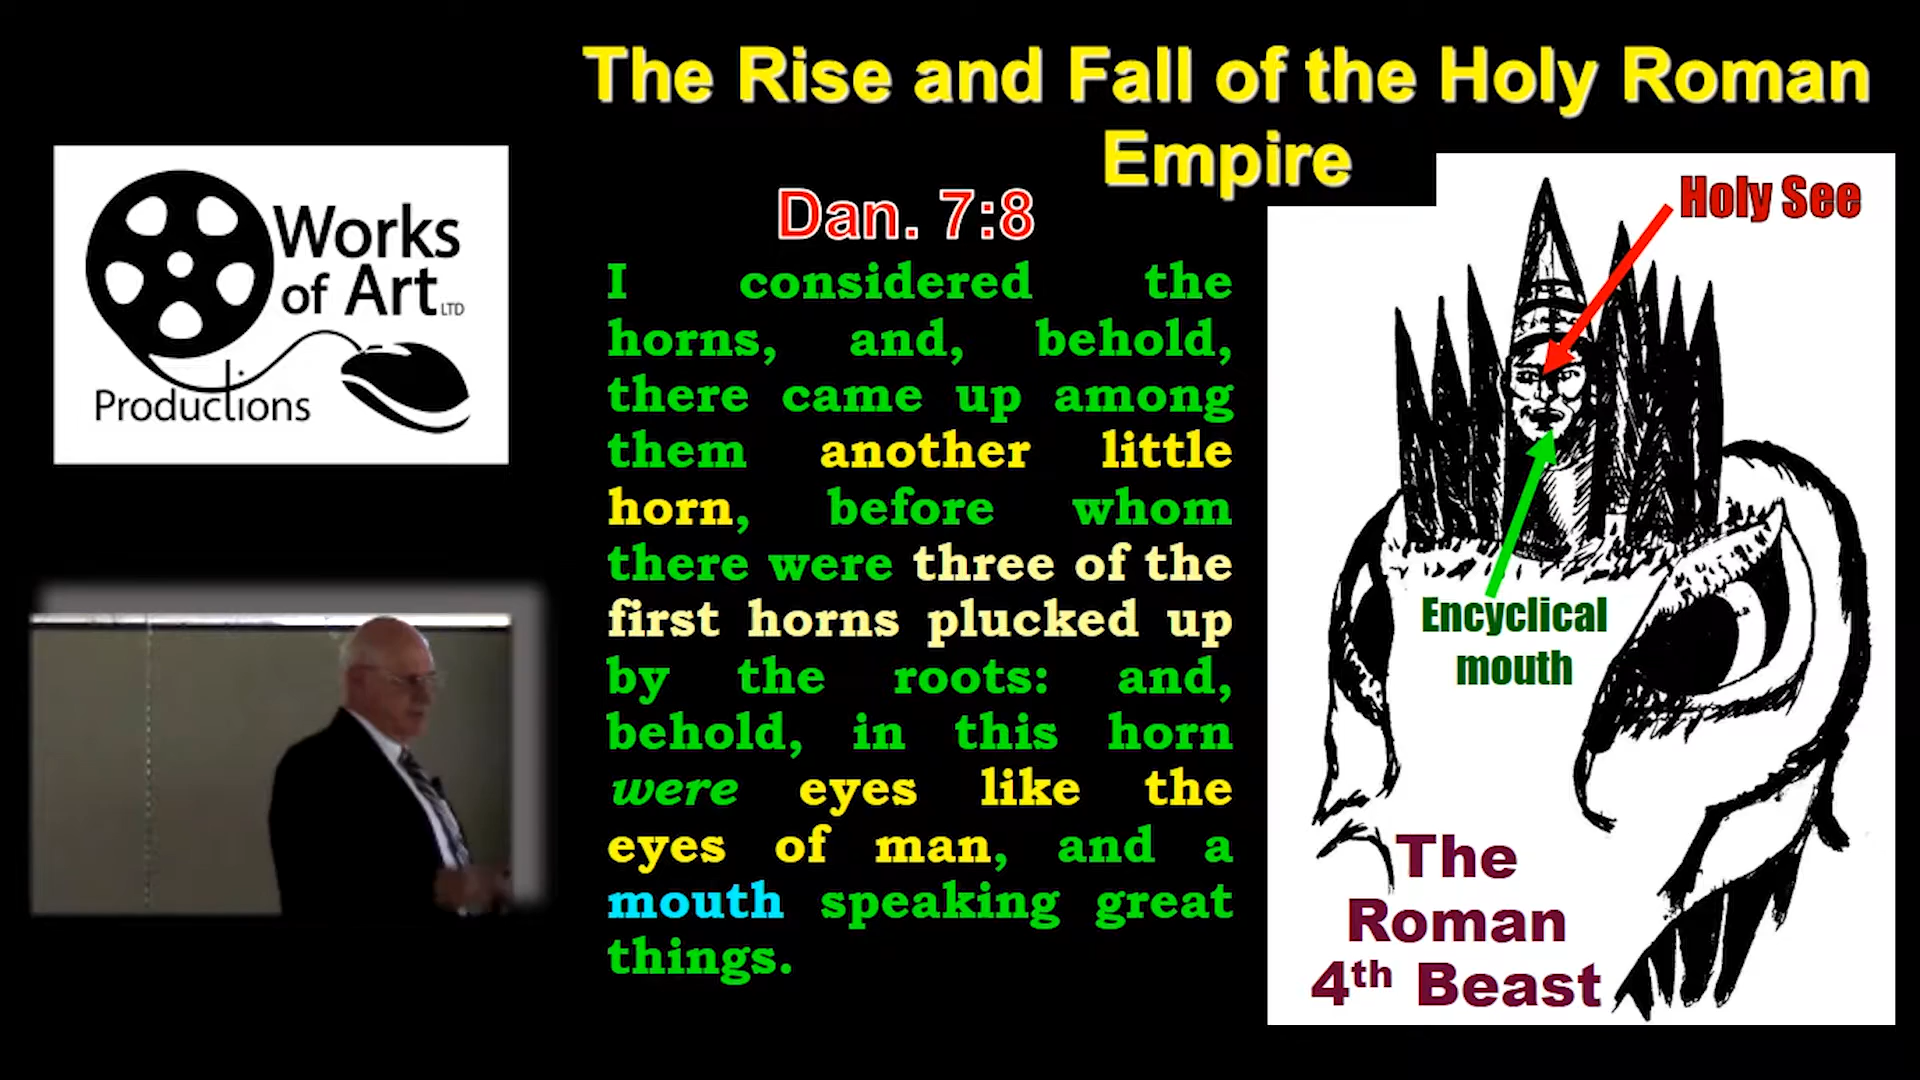 The Rise and Fall of the Holy Roman
Empire
Works
of Art LTD
Productions
Dan. 7:8
I considered the
horns, and, behold,
there came up among
them another little
horn, before whom
there were three of the
first horns plucked up
by the roots: and,
behold, in this horn
were eyes like the
eyes of man, and a
mouth speaking great
things.
Holy See
Encyclical
mouth
The
Roman
4th Beast